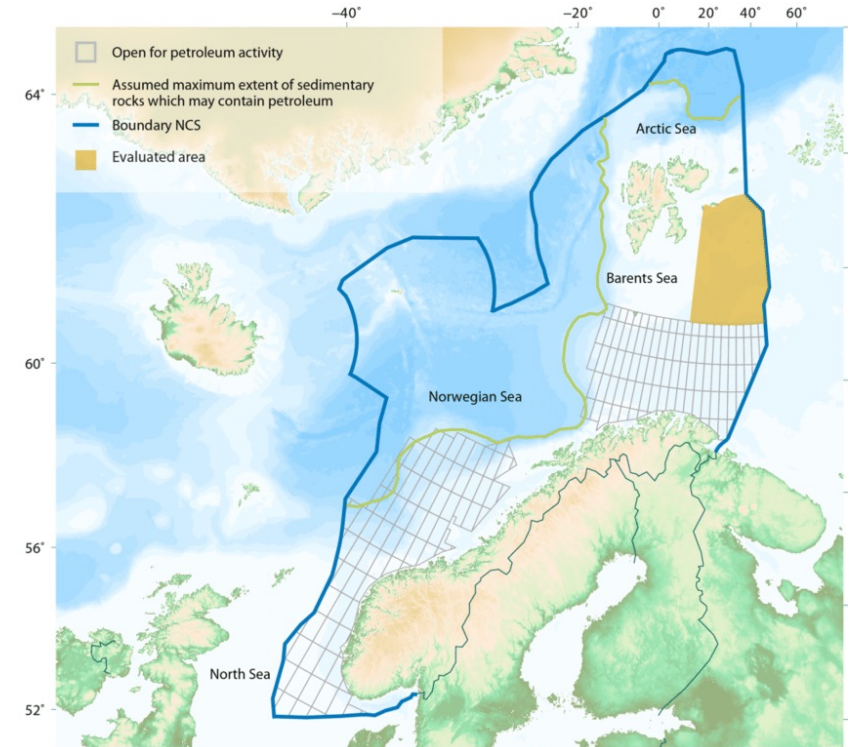 −40°
−20°
0°
20°
40°
60°
Open for petroleum activity
Assumed maximum extent of sedimentary
rocks which may contain petroleum
Boundary NCS
Evaluated area
64°
Arctic Sea
Barents Sea
60°
Norwegian Sea
56°
North Sea
52°